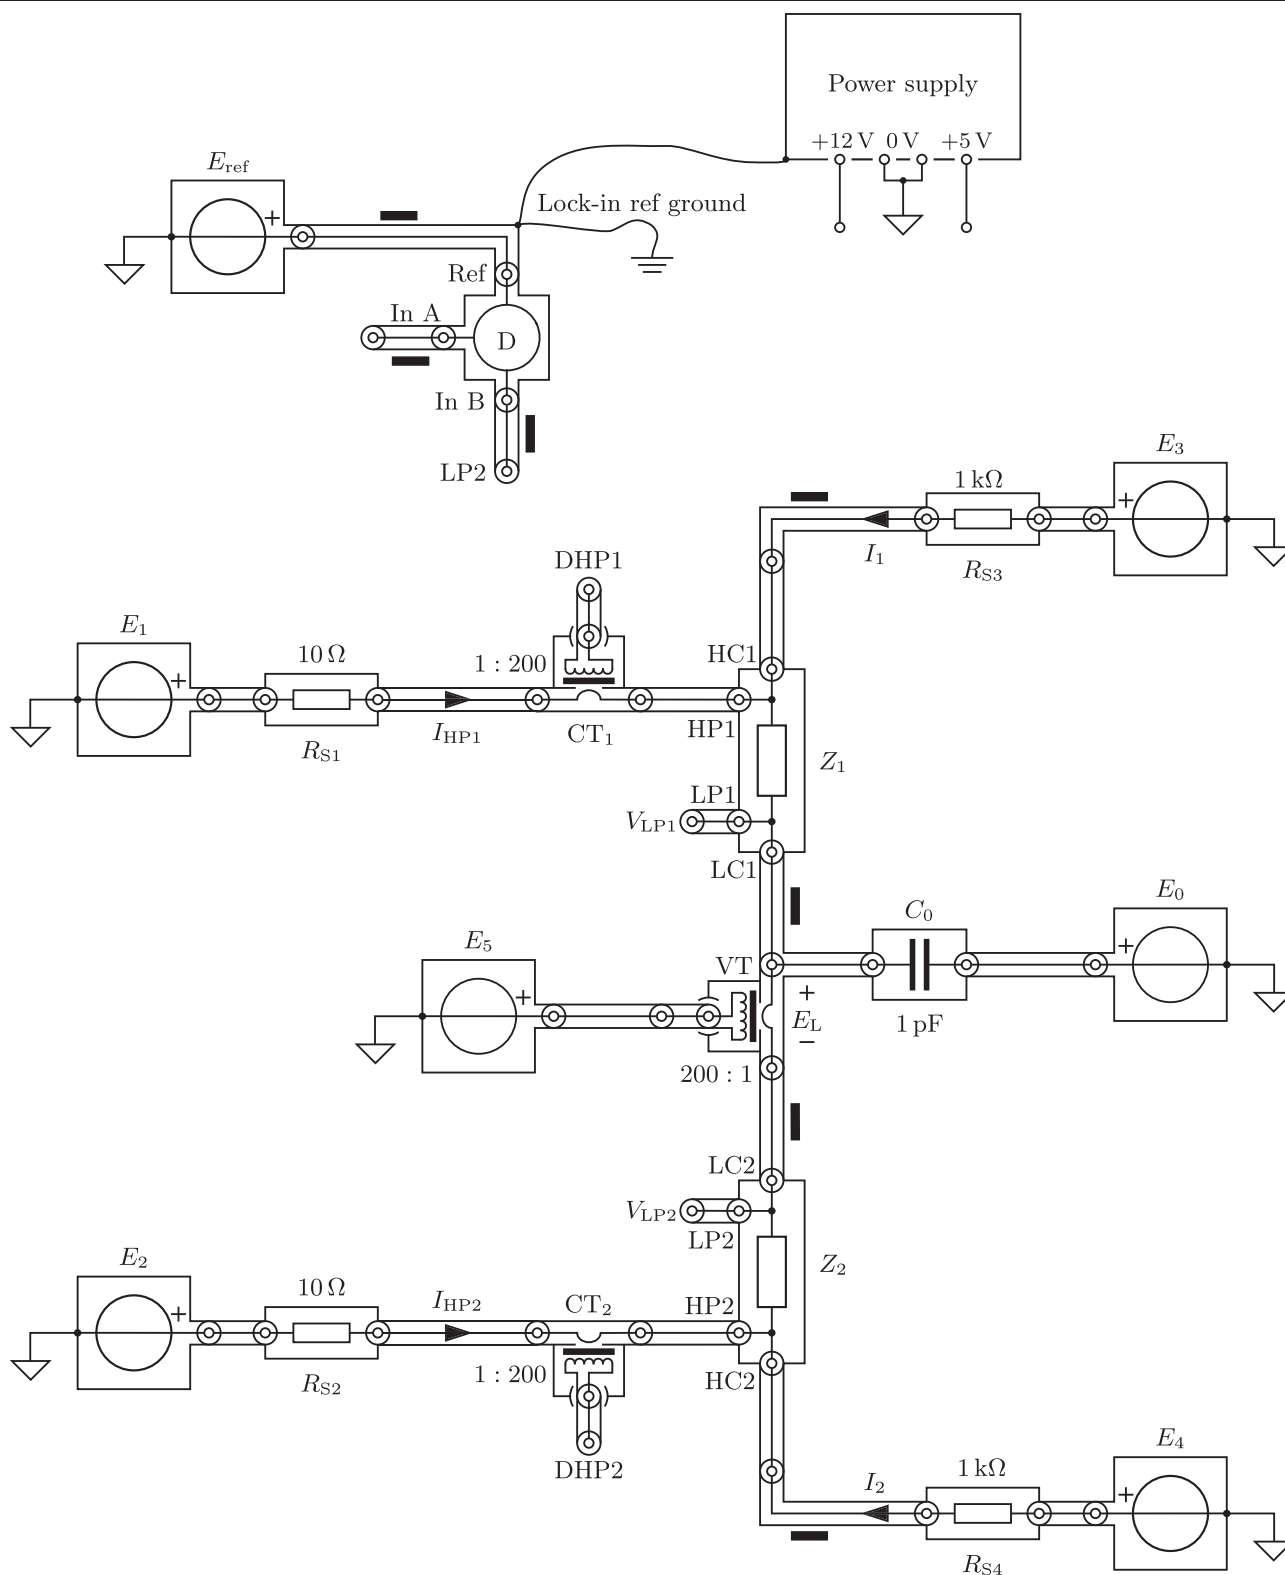 Power supply
+12 V 0 V +5 V
E_ref
+
Lock-in ref ground
Ref
In A
D
In B
LP2
E_3
1 kΩ
+
I_1
R_S3
DHP1
E_1
10 Ω
1 : 200
HC1
+
HP1
R_S1
I_HP1
CT_1
Z_1
LP1
V_LP1
LC1
E_0
C_0
E_5
+
VT
+
+
E_L
−
1 pF
200 : 1
LC2
V_LP2
LP2
E_2
10 Ω
I_HP2
CT_2
HP2
Z_2
+
1 : 200
R_S2
HC2
DHP2
E_4
1 kΩ
I_2
+
R_S4